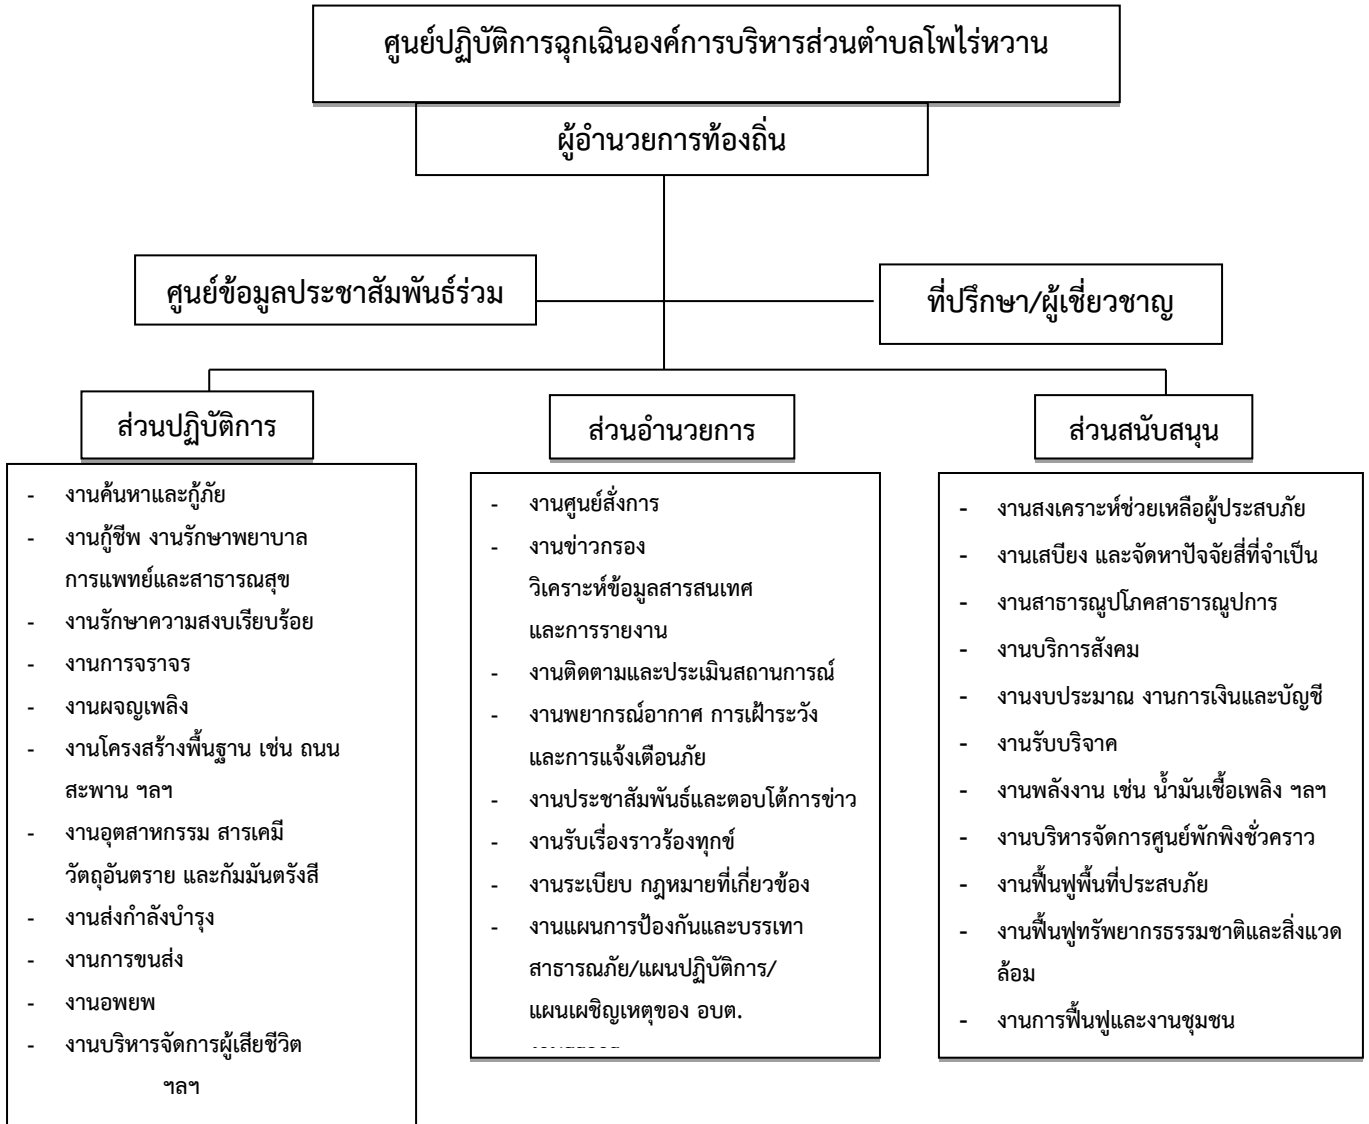 ศูนย์ปฏิบัติการฉุกเฉินองค์การบริหารส่วนตำบลโพไร่หวาน
ผู้อำนวยการท้องถิ่น
ศูนย์ข้อมูลประชาสัมพันธ์ร่วม
ที่ปรึกษา/ผู้เชี่ยวชาญ
ส่วนปฏิบัติการ
- งานค้นหาและกู้ภัย
- งานกู้ชีพ งานรักษาพยาบาล
การแพทย์และสาธารณสุข
- งานรักษาความสงบเรียบร้อย
- งานการจราจร
- งานผจญเพลิง
- งานโครงสร้างพื้นฐาน เช่น ถนน
สะพาน ฯลฯ
- งานอุตสาหกรรม สารเคมี
วัตถุอันตราย และกัมมันตรังสี
- งานส่งกำลังบำรุง
- งานการขนส่ง
- งานอพยพ
- งานบริหารจัดการผู้เสียชีวิต
ฯลฯ
ส่วนอำนวยการ
- งานศูนย์สั่งการ
- งานข่าวกรอง
วิเคราะห์ข้อมูลสารสนเทศ
และการรายงาน
- งานติดตามและประเมินสถานการณ์
- งานพยากรณ์อากาศ การเฝ้าระวัง
และการแจ้งเตือนภัย
- งานประชาสัมพันธ์และตอบโต้การข่าว
- งานรับเรื่องราวร้องทุกข์
- งานระเบียบ กฎหมายที่เกี่ยวข้อง
- งานแผนการป้องกันและบรรเทา
สาธารณภัย/แผนปฏิบัติการ/
แผนเผชิญเหตุของ อบต.
ส่วนสนับสนุน
- งานสงเคราะห์ช่วยเหลือผู้ประสบภัย
- งานเสบียง และจัดหาปัจจัยสี่ที่จำเป็น
- งานสาธารณูปโภคสาธารณูปการ
- งานบริการสังคม
- งานงบประมาณ งานการเงินและบัญชี
- งานรับบริจาค
- งานพลังงาน เช่น น้ำมันเชื้อเพลิง ฯลฯ
- งานบริหารจัดการศูนย์พักพิงชั่วคราว
- งานฟื้นฟูพื้นที่ประสบภัย
- งานฟื้นฟูทรัพยากรธรรมชาติและสิ่งแวด
ล้อม
- งานการฟื้นฟูและงานชุมชน